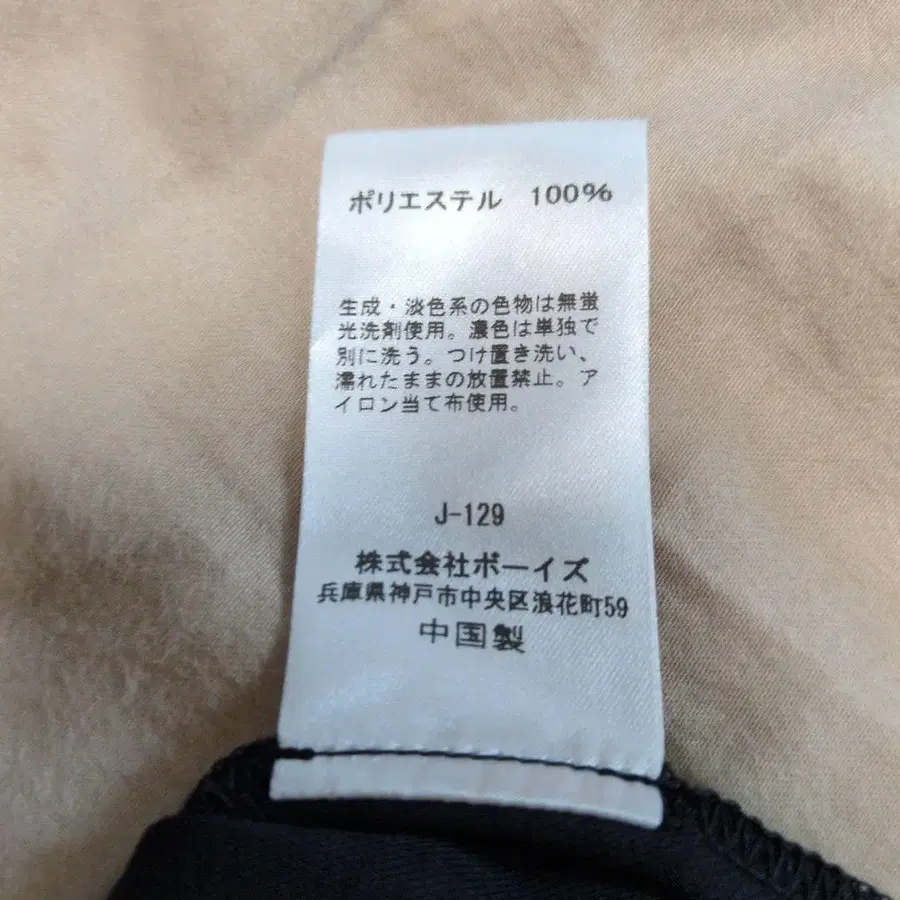 ポリエステル 100%
生成・淡色系の色物は無蛍
光洗剤使用。濃色は単独で
別に洗う。つけ置き洗い、
濡れたままの放置禁止。ア
イロン当て布使用。
J-129
株式会社ボーイズ
兵庫県神戸市中央区浪花町59
中国製